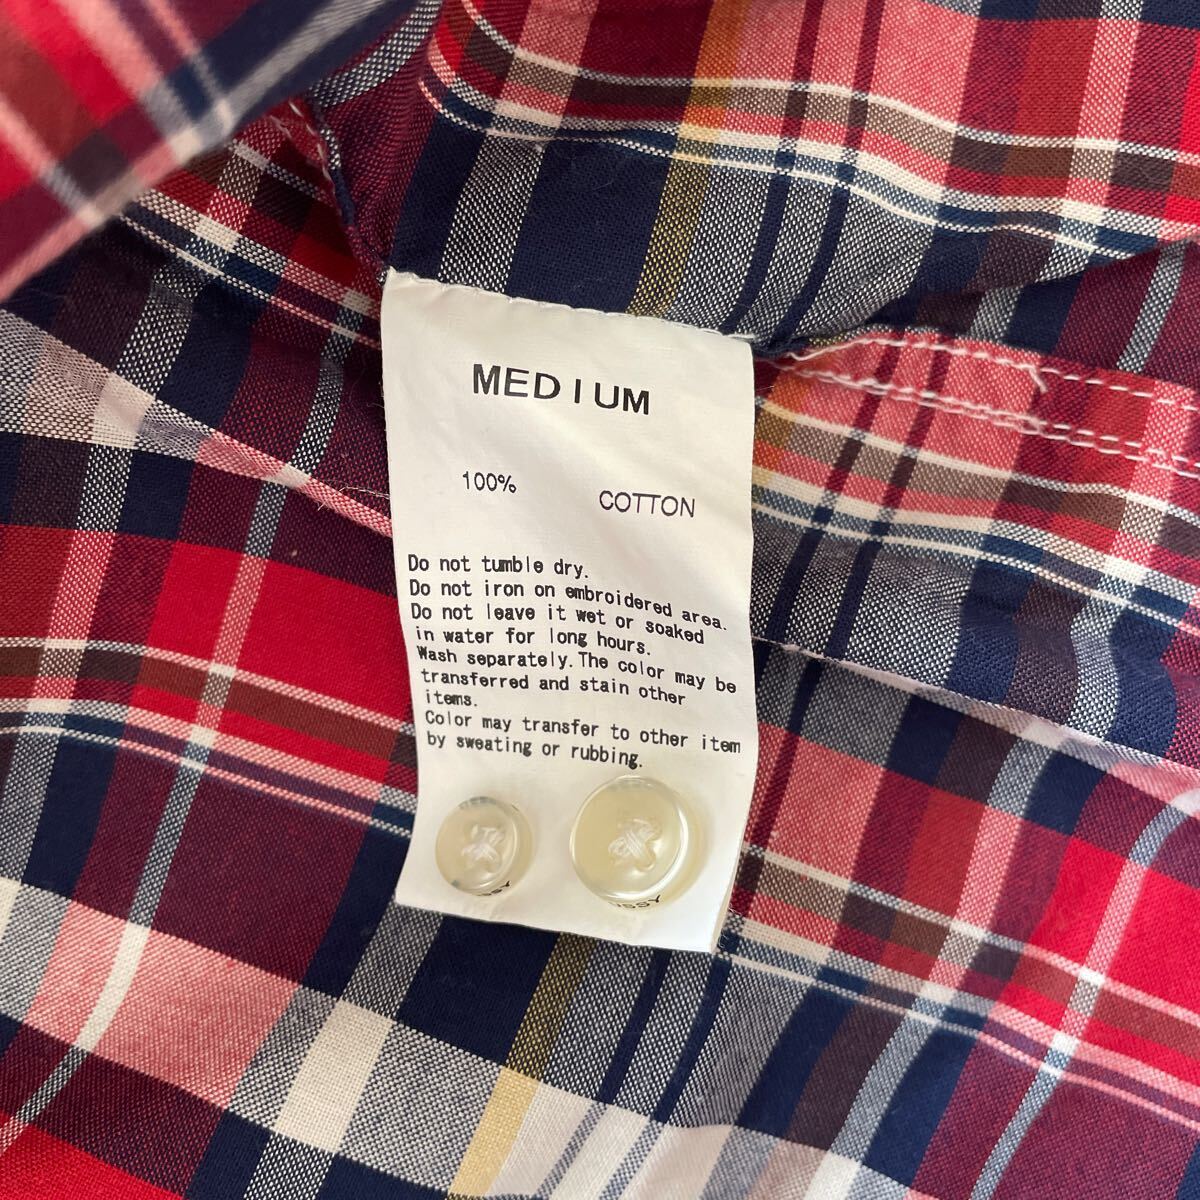 MEDIUM
100% COTTON
Do not tumble dry.
Do not iron on embroidered area.
Do not leave it wet or soaked
in water for long hours.
Wash separately. The color may be
transferred and stain other
items.
Color may transfer to other item
by sweating or rubbing.